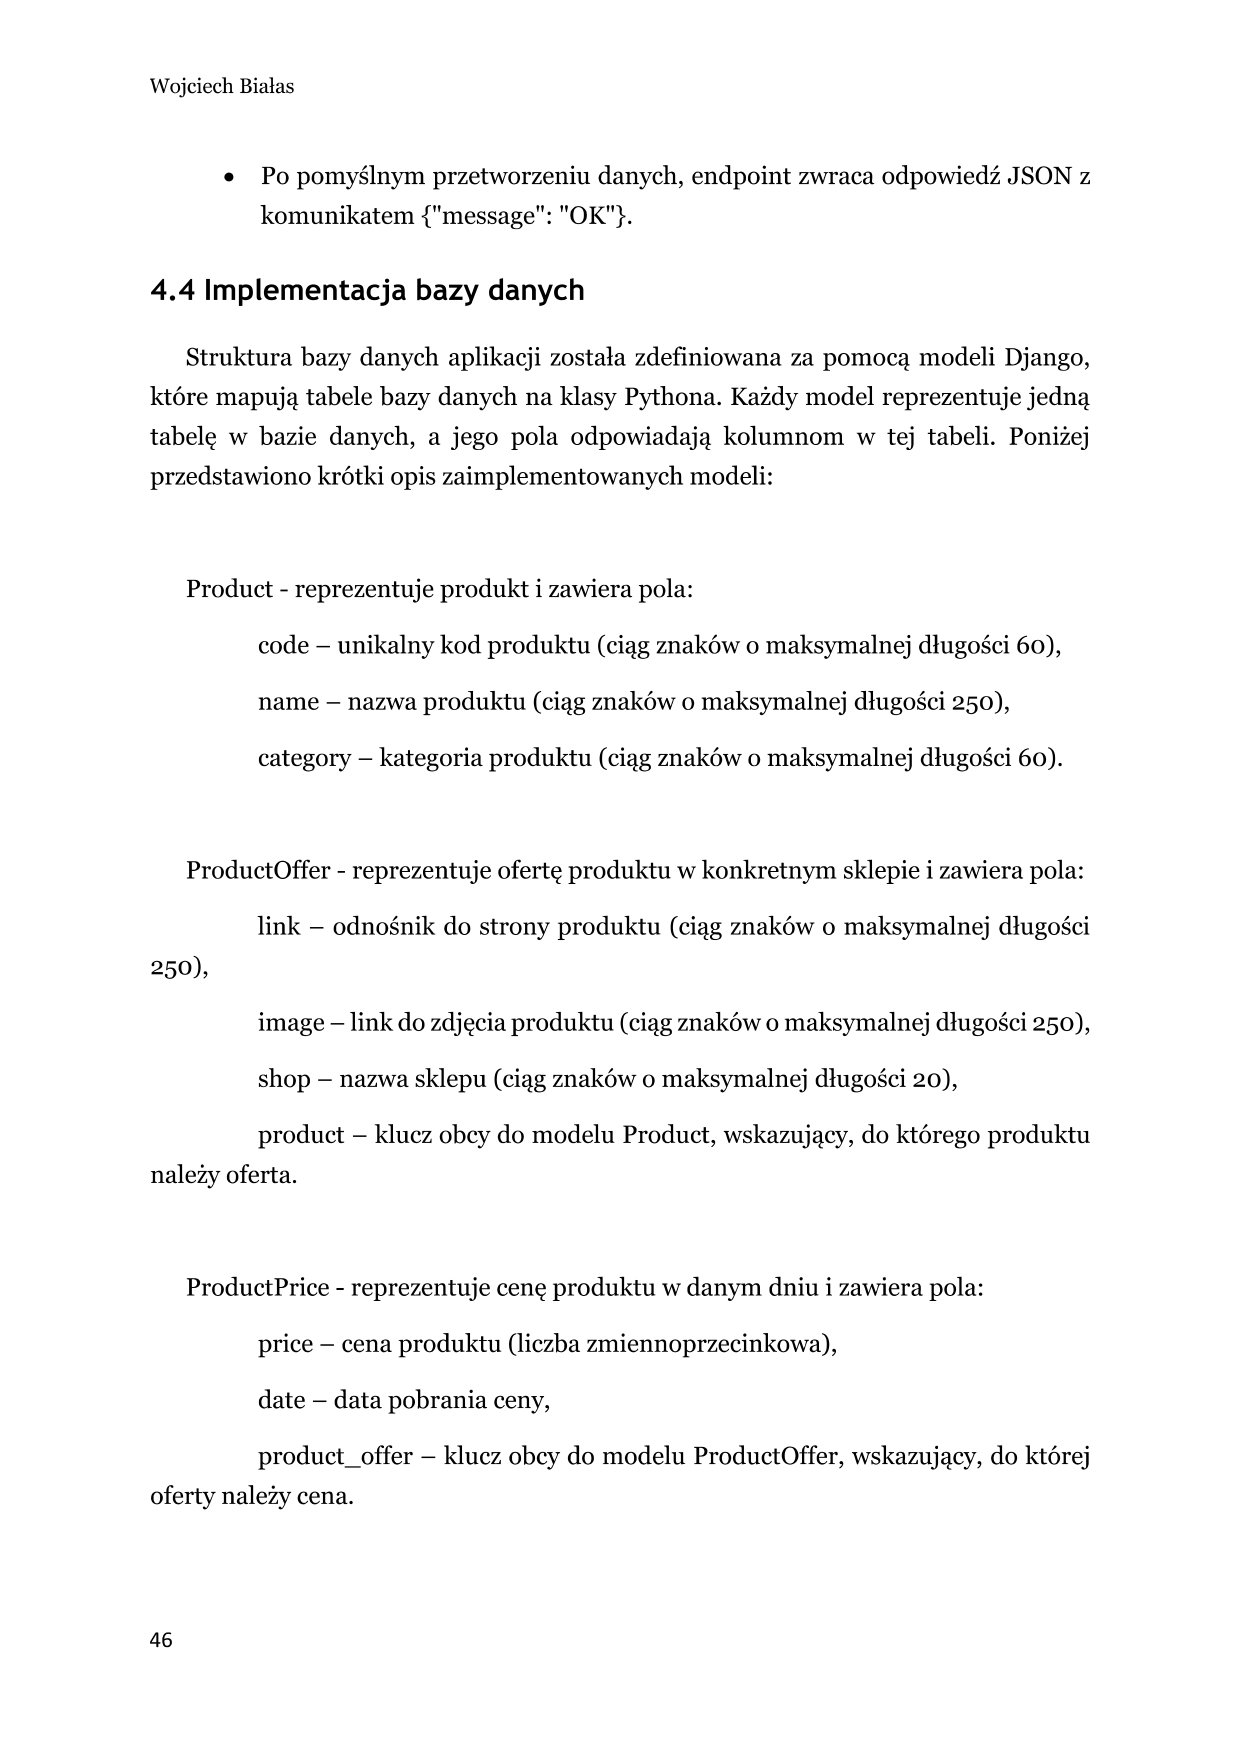 Wojciech Białas
• Po pomyślnym przetworzeniu danych, endpoint zwraca odpowiedź JSON z
komunikatem {"message": "OK"}.
4.4 Implementacja bazy danych
Struktura bazy danych aplikacji została zdefiniowana za pomocą modeli Django,
które mapują tabele bazy danych na klasy Pythona. Każdy model reprezentuje jedną
tabelę w bazie danych, a jego pola odpowiadają kolumnom w tej tabeli. Poniżej
przedstawiono krótki opis zaimplementowanych modeli:
Product - reprezentuje produkt i zawiera pola:
code – unikalny kod produktu (ciąg znaków o maksymalnej długości 60),
name – nazwa produktu (ciąg znaków o maksymalnej długości 250),
category – kategoria produktu (ciąg znaków o maksymalnej długości 60).
ProductOffer - reprezentuje ofertę produktu w konkretnym sklepie i zawiera pola:
link – odnośnik do strony produktu (ciąg znaków o maksymalnej długości
250),
image – link do zdjęcia produktu (ciąg znaków o maksymalnej długości 250),
shop – nazwa sklepu (ciąg znaków o maksymalnej długości 20),
product – klucz obcy do modelu Product, wskazujący, do którego produktu
należy oferta.
ProductPrice - reprezentuje cenę produktu w danym dniu i zawiera pola:
price – cena produktu (liczba zmiennoprzecinkowa),
date – data pobrania ceny,
product_offer – klucz obcy do modelu ProductOffer, wskazujący, do której
oferty należy cena.
46